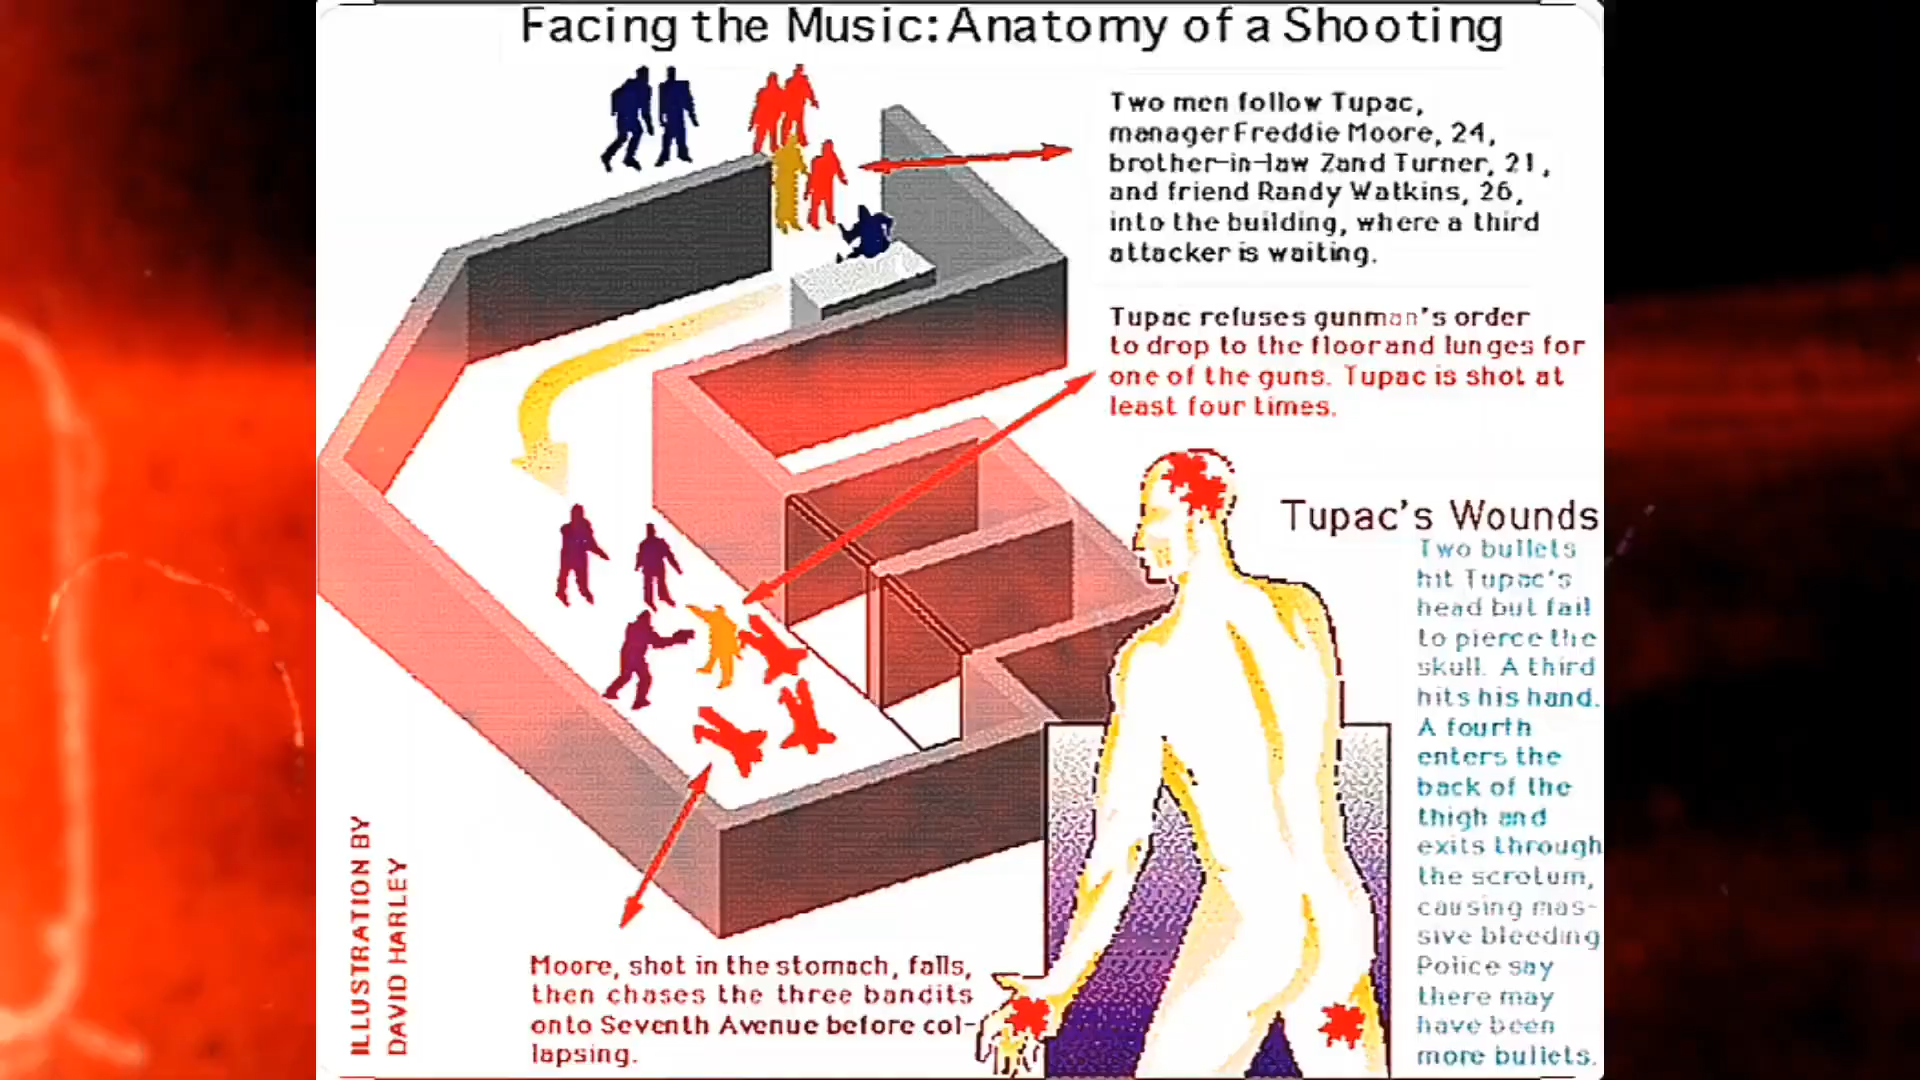 Facing the Music: Anatomy of a Shooting
Two men follow Tupac,
manager Freddie Moore, 24,
brother-in-law Zand Turner, 21,
and friend Randy Watkins, 26,
into the building, where a third
attacker is waiting.
Tupac refuses gunman's order
to drop to the floor and lunges for
one of the guns. Tupac is shot at
least four times.
Tupac's Wounds
Two bullets
hit Tupac's
head but fail
to pierce the
skull. A third
hits his hand.
A fourth
enters the
back of the
thigh and
exits through
the scrotum,
causing mas-
sive bleeding
Police say
there may
have been
more bullets.
Moore, shot in the stomach, falls,
then chases the three bandits
onto Seventh Avenue before col-
lapsing.
ILLUSTRATION BY
DAVID HARLEY